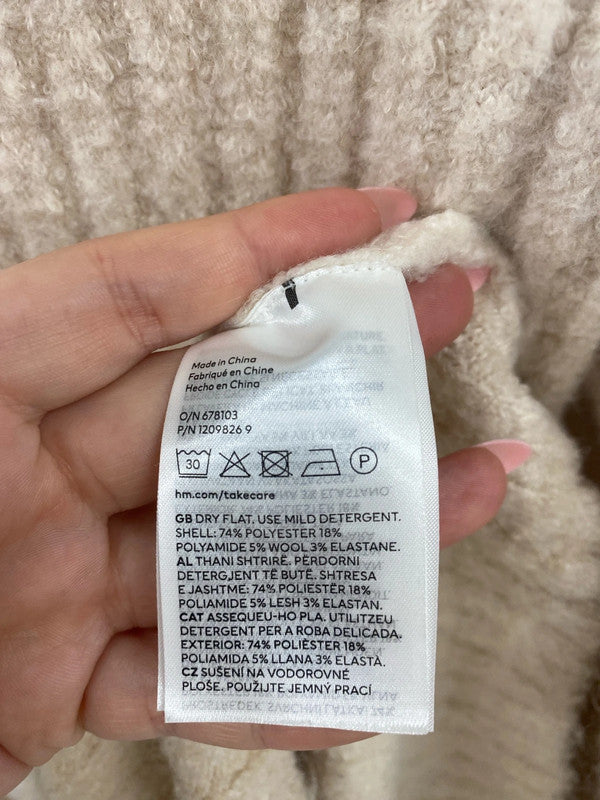 Made in China
Fabriqué en Chine
Hecho en China
O/N 678103
P/N 1209826 9
30 P
hm.com/takecare
GB DRY FLAT. USE MILD DETERGENT.
SHELL: 74% POLYESTER 18%
POLYAMIDE 5% WOOL 3% ELASTANE.
AL THANI SHTRIRË. PËRDORNI
DETERGJENT TË BUTË. SHTRESA
E JASHTME: 74% POLIESTËR 18%
POLIAMIDE 5% LESH 3% ELASTAN.
CAT ASSEQUEU-HO PLA. UTILITZEU
DETERGENT PER A ROBA DELICADA.
EXTERIOR: 74% POLIÈSTER 18%
POLIAMIDA 5% LLANA 3% ELASTÀ.
CZ SUŠENÍ NA VODOROVNÉ
PLOŠE. POUŽIJTE JEMNÝ PRACÍ